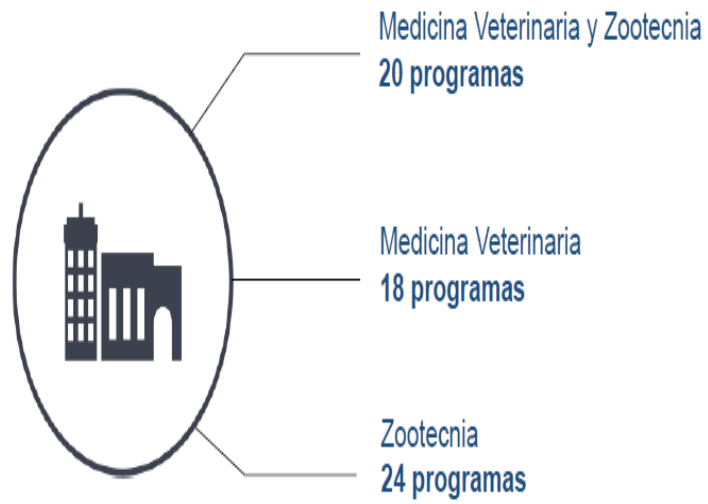 Medicina Veterinaria y Zootecnia
20 programas
Medicina Veterinaria
18 programas
Zootecnia
24 programas